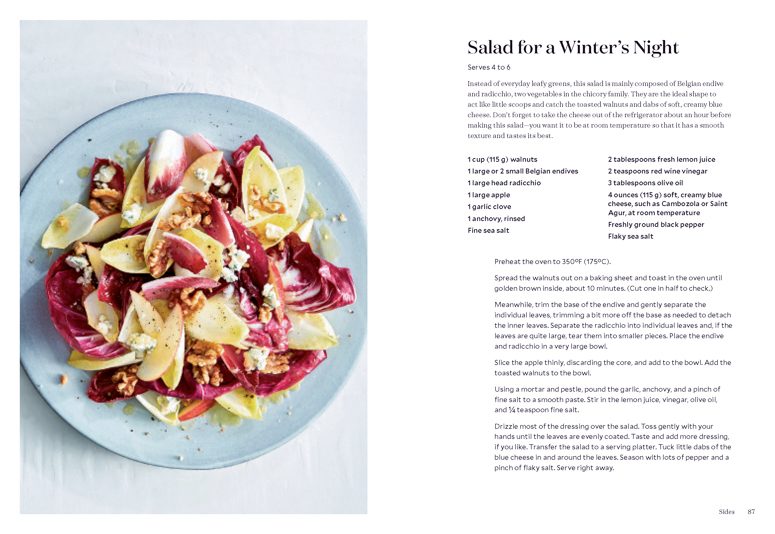 Salad for a Winter's Night
Serves 4 to 6
Instead of everyday leafy greens, this salad is mainly composed of Belgian endive
and radicchio, two vegetables in the chicory family. They are the ideal shape to
act like little scoops and catch the toasted walnuts and dabs of soft, creamy blue
cheese. Don't forget to take the cheese out of the refrigerator about an hour before
making this salad—you want it to be at room temperature so that it has a smooth
texture and tastes its best.
1 cup (115 g) walnuts
1 large or 2 small Belgian endives
1 large head radicchio
1 large apple
1 garlic clove
1 anchovy, rinsed
Fine sea salt
2 tablespoons fresh lemon juice
2 teaspoons red wine vinegar
3 tablespoons olive oil
4 ounces (115 g) soft, creamy blue
cheese, such as Cambozola or Saint
Agur, at room temperature
Freshly ground black pepper
Flaky sea salt
Preheat the oven to 350ºF (175ºC).
Spread the walnuts out on a baking sheet and toast in the oven until
golden brown inside, about 10 minutes. (Cut one in half to check.)
Meanwhile, trim the base of the endive and gently separate the
individual leaves, trimming a bit more off the base as needed to detach
the inner leaves. Separate the radicchio into individual leaves and, if the
leaves are quite large, tear them into smaller pieces. Place the endive
and radicchio in a very large bowl.
Slice the apple thinly, discarding the core, and add to the bowl. Add the
toasted walnuts to the bowl.
Using a mortar and pestle, pound the garlic, anchovy, and a pinch of
fine salt to a smooth paste. Stir in the lemon juice, vinegar, olive oil,
and ¼ teaspoon fine salt.
Drizzle most of the dressing over the salad. Toss gently with your
hands until the leaves are evenly coated. Taste and add more dressing,
if you like. Transfer the salad to a serving platter. Tuck little dabs of the
blue cheese in and around the leaves. Season with lots of pepper and a
pinch of flaky salt. Serve right away.
Sides 87